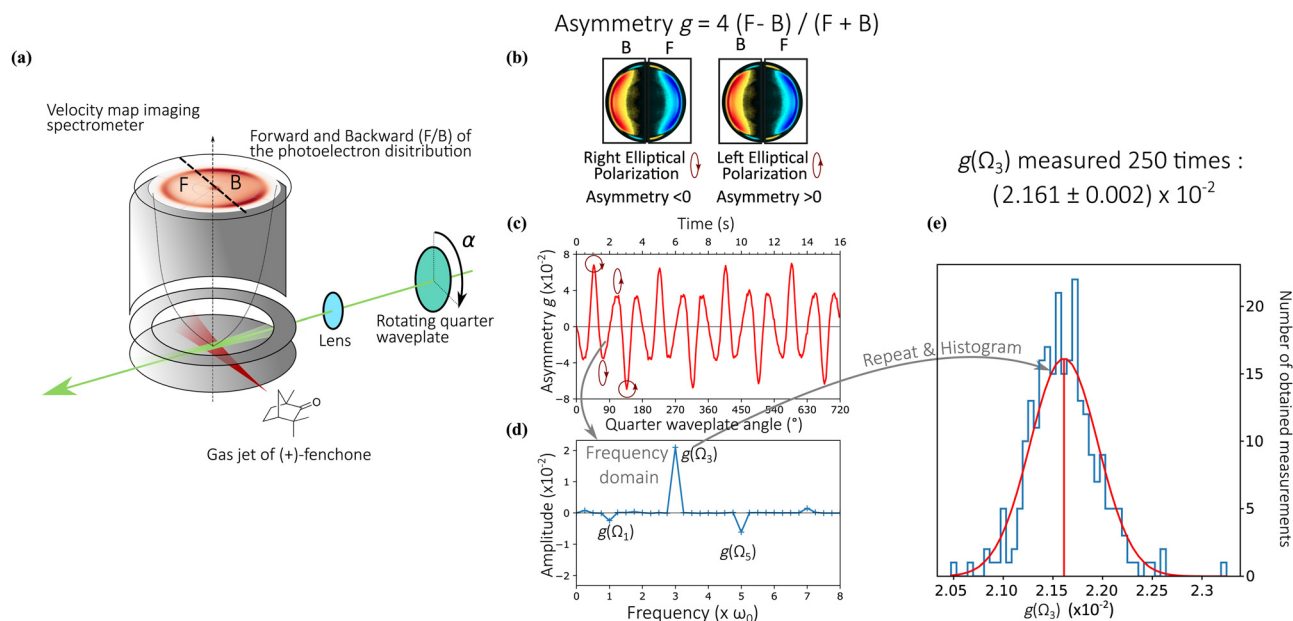 Asymmetry g = 4 (F- B) / (F + B)
(a)
Velocity map imaging
spectrometer
Forward and Backward (F/B) of
the photoelectron disitribution
F
B
α
Rotating quarter
waveplate
Lens
O
Gas jet of (+)-fenchone
(b)
B F
B F
Right Elliptical
Polarization
Asymmetry <0
Left Elliptical
Polarization
Asymmetry >0
(c)
Time (s)
0 2 4 6 8 10 12 14 16
Asymmetry g (x10-2)
8
4
0
−4
−8
0 90 180 270 360 450 540 630 720
Quarter waveplate angle (°)
(d)
Frequency
domain
g(Ω3)
g(Ω1)
g(Ω5)
Amplitude (x10-2)
2
1
0
−1
−2
0 1 2 3 4 5 6 7 8
Frequency (x ω0)
Repeat & Histogram
g(Ω3) measured 250 times :
(2.161 ± 0.002) x 10-2
(e)
Number of obtained measurements
20
15
10
5
0
2.05 2.10 2.15 2.20 2.25 2.3
g(Ω3) (x10-2)